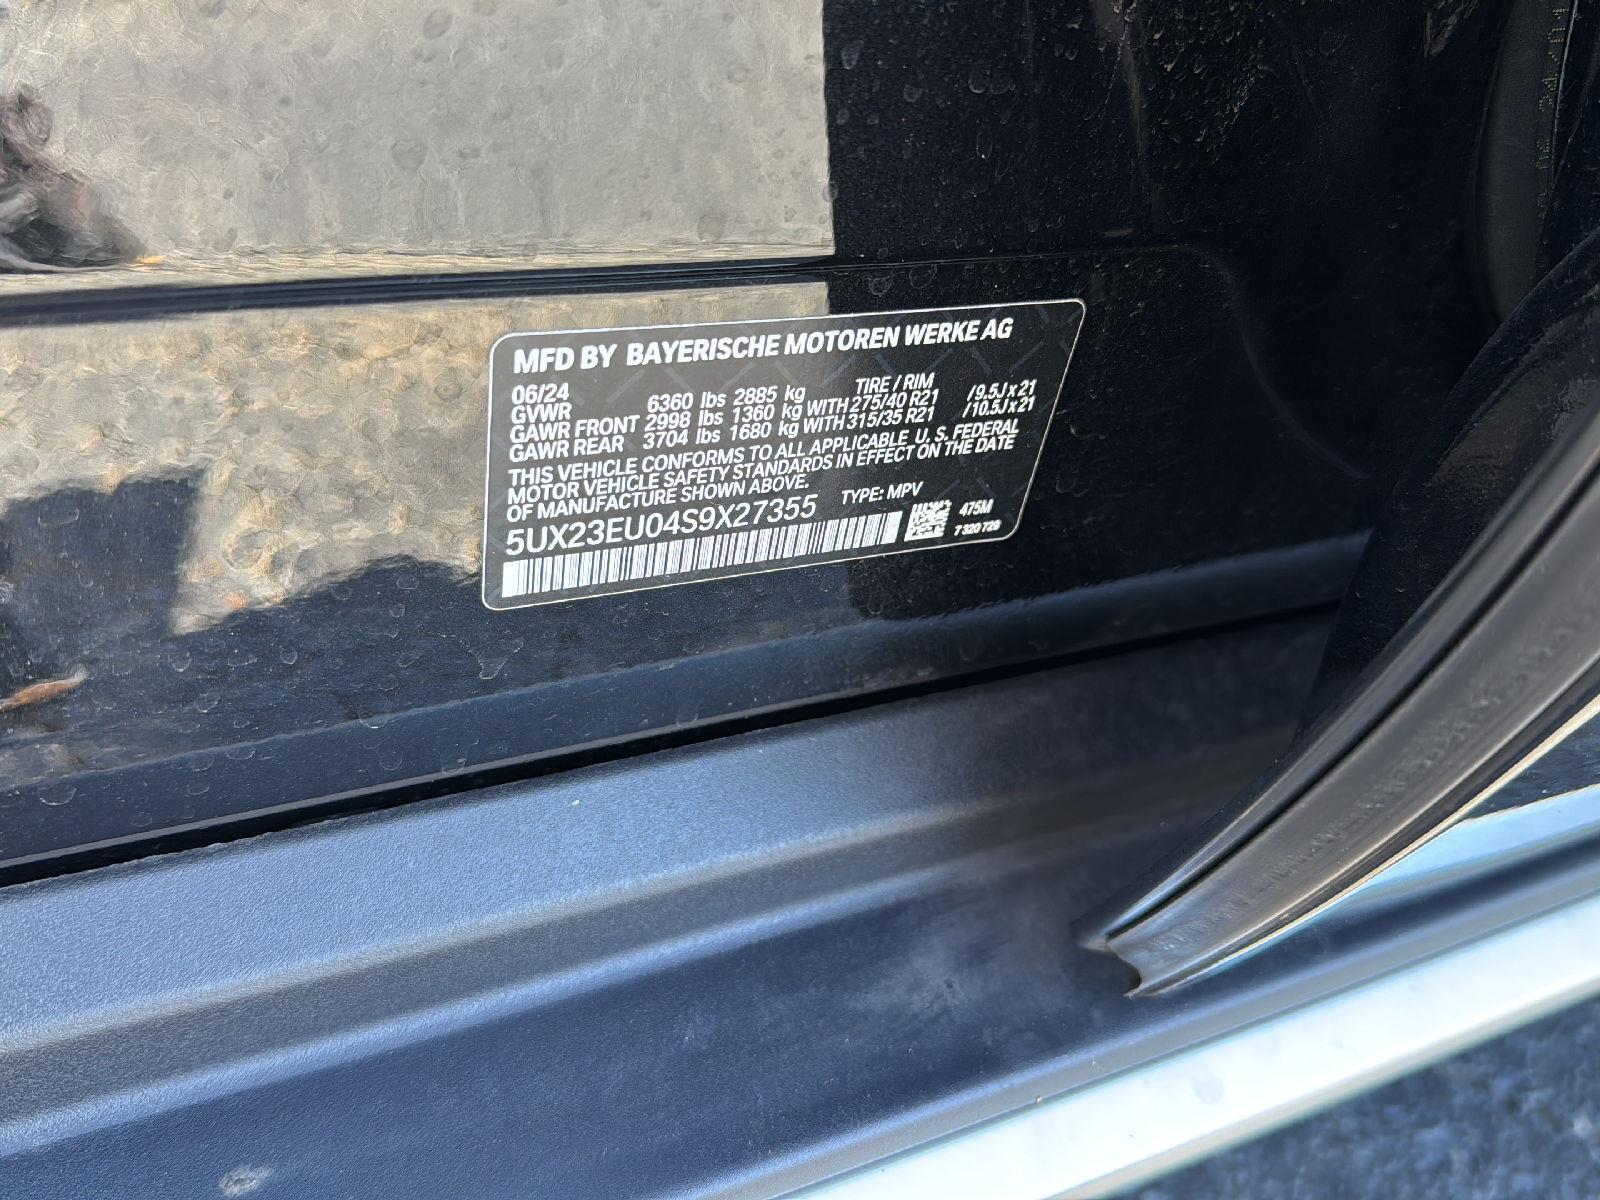 MFD BY BAYERISCHE MOTOREN WERKE AG
06/24 TIRE / RIM
GVWR 6360 lbs 2885 kg
GAWR FRONT 2998 lbs 1360 kg WITH 275/40 R21 /9.5J x 21
GAWR REAR 3704 lbs 1680 kg WITH 315/35 R21 /10.5J x 21
THIS VEHICLE CONFORMS TO ALL APPLICABLE U. S. FEDERAL
MOTOR VEHICLE SAFETY STANDARDS IN EFFECT ON THE DATE
OF MANUFACTURE SHOWN ABOVE. TYPE: MPV
5UX23EU04S9X27355
475M
7 320 729